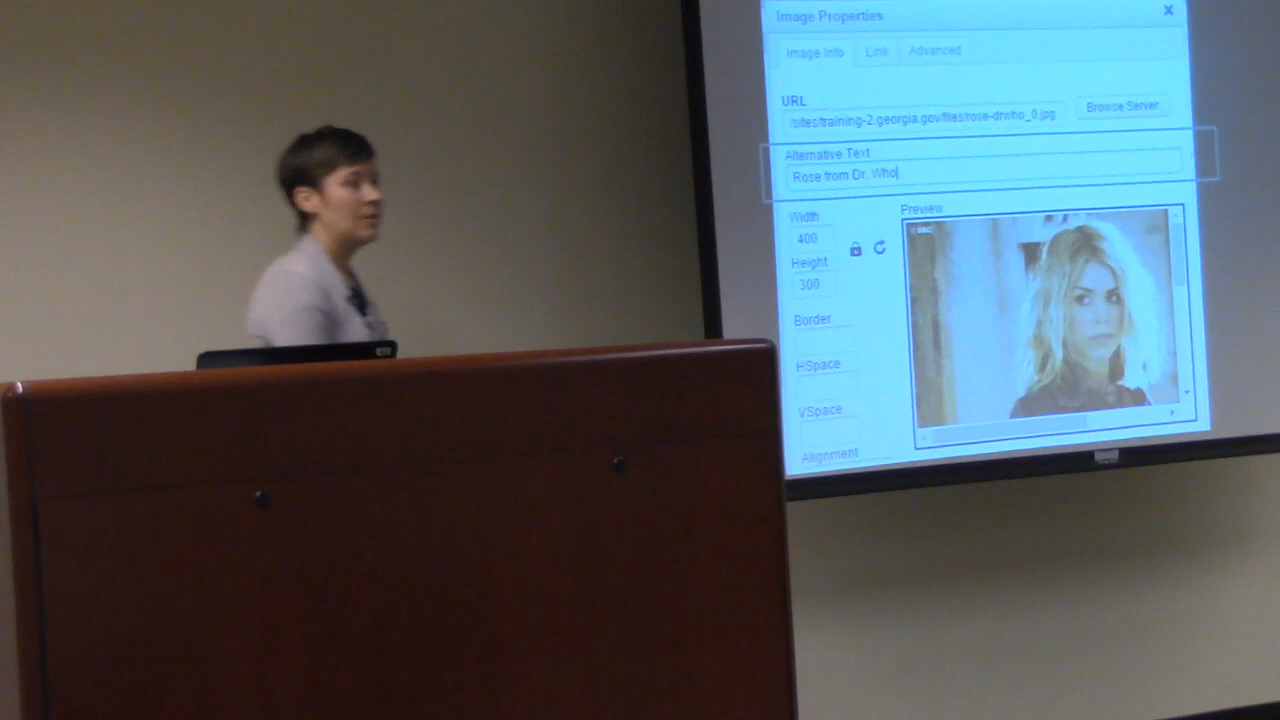 Image Properties
Image Info
Link
Advanced
URL
/sites/training-2.georgia.gov/files/rose-drwho_0.jpg
Browse Server
Alternative Text
Rose from Dr. Who
Width
400
Height
300
Preview
BBC
Border
HSpace
VSpace
Alignment